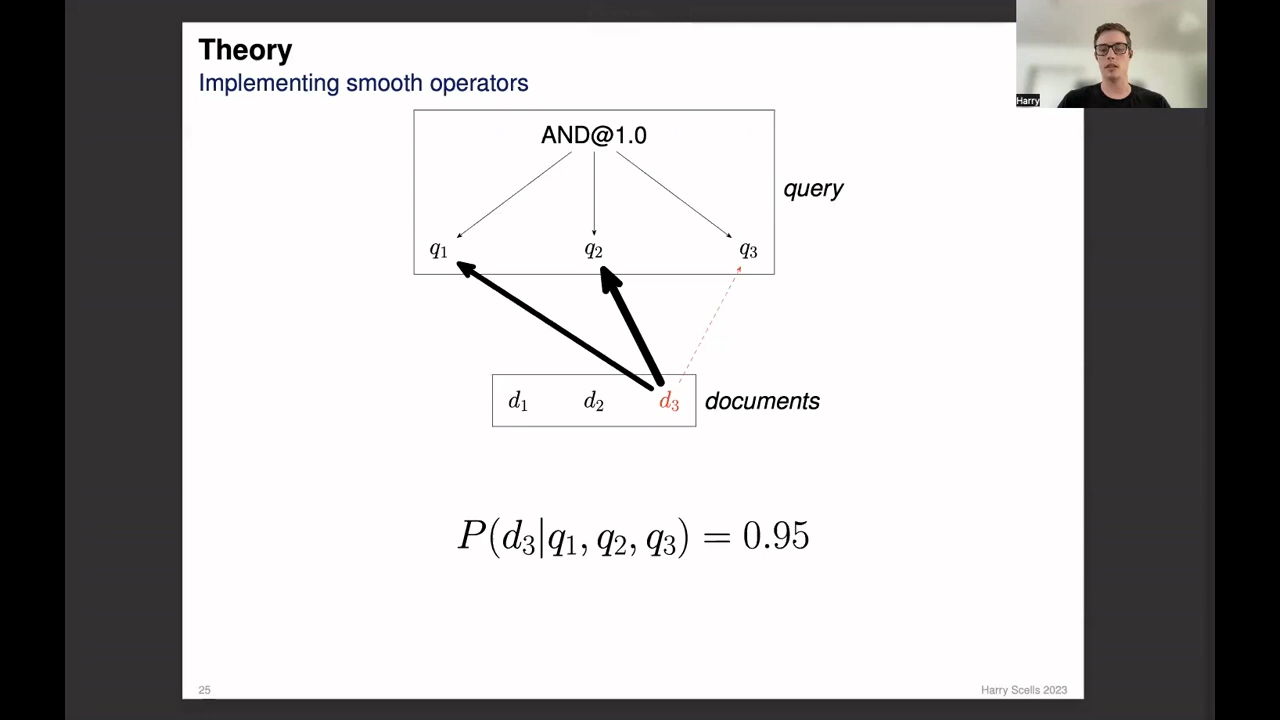 Theory
Implementing smooth operators
Harry
AND@1.0
query
q₁ q₂ q₃
d₁ d₂ d₃ documents
P(d₃|q₁, q₂, q₃) = 0.95
25
Harry Scells 2023